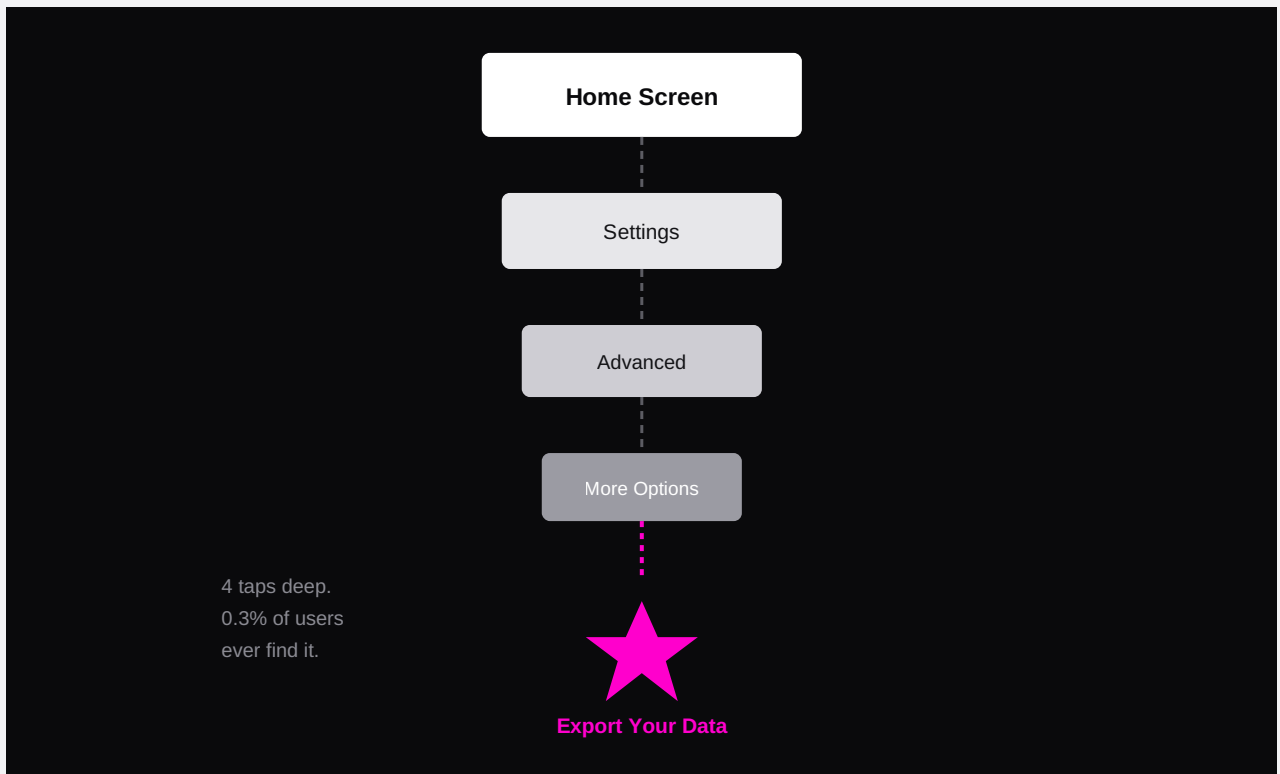 Home Screen
Settings
Advanced
More Options
4 taps deep.
0.3% of users
ever find it.
Export Your Data